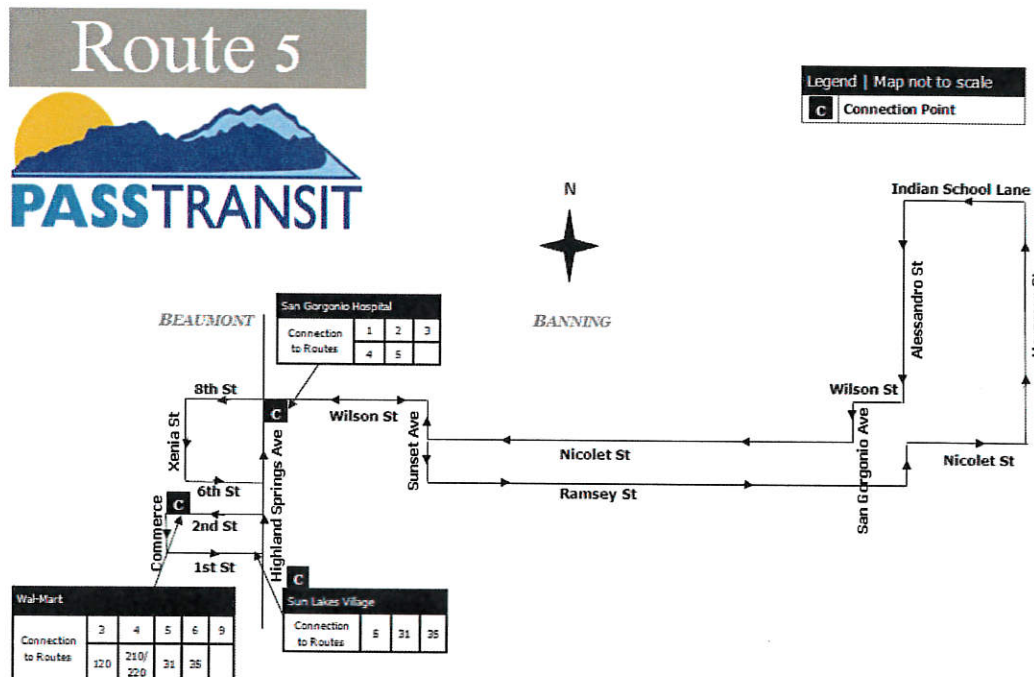 Route 5
PASSTRANSIT
Legend | Map not to scale
C Connection Point
N
BEAUMONT
BANNING
Indian School Lane
Alessandro St
San Gorgonio Hospital
Connection to Routes
1 2 3
4 5
8th St
C
Wilson St
Wilson St
Xenia St
Highland Springs Ave
Sunset Ave
Nicolet St
San Gorgonio Ave
Nicolet St
6th St
Ramsey St
C
Commerce
2nd St
1st St
C
Wal-Mart
Connection to Routes
3 4 5 6 9
120 210/220 31 35
Sun Lakes Village
Connection to Routes
5 31 35